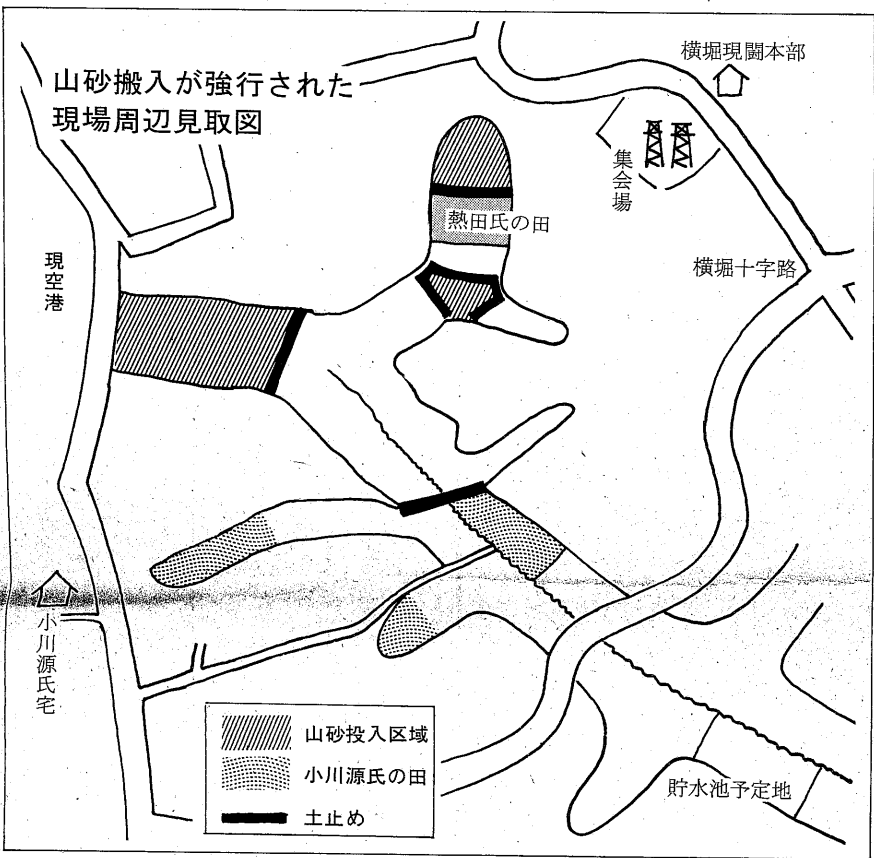 山砂搬入が強行された
現場周辺見取図
横堀現闘本部
集会場
熱田氏の田
横堀十字路
現空港
小川源氏宅
山砂投入区域
小川源氏の田
土止め
貯水池予定地